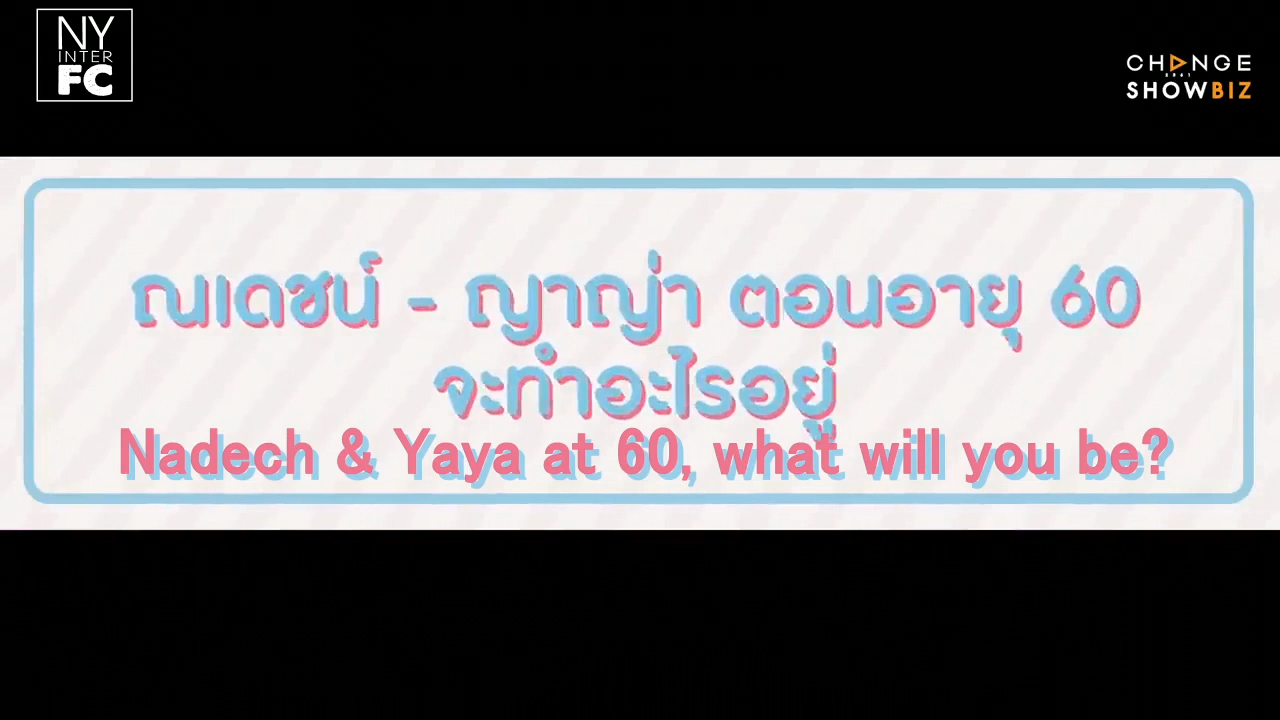 NY
INTER
FC
CHANGE
2561
SHOWBIZ
ณเดชน์ - ญาญ่า ตอนอายุ 60
จะทำอะไรอยู่
Nadech & Yaya at 60, what will you be?